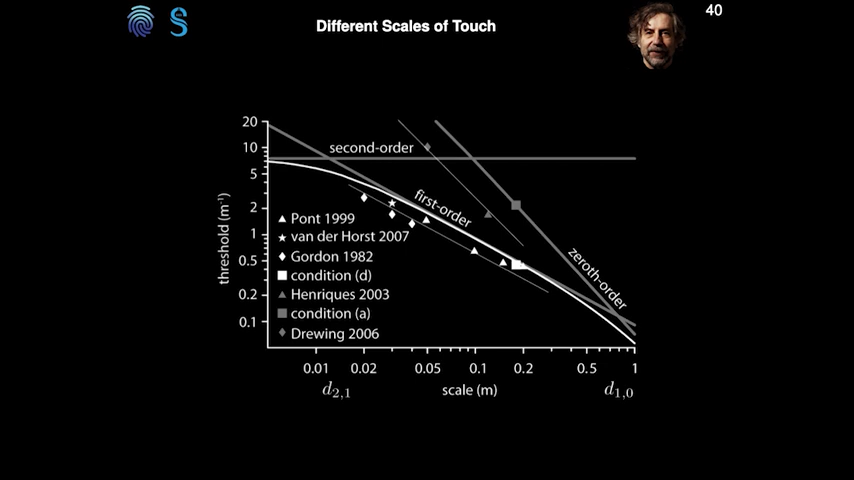 Different Scales of Touch
40
20
10
5
2
1
0.5
0.2
0.1
threshold (m⁻¹)
second-order
first-order
zeroth-order
Pont 1999
van der Horst 2007
Gordon 1982
condition (d)
Henriques 2003
condition (a)
Drewing 2006
0.01 0.02 0.05 0.1 0.2 0.5 1
d₂,₁ scale (m) d₁,₀